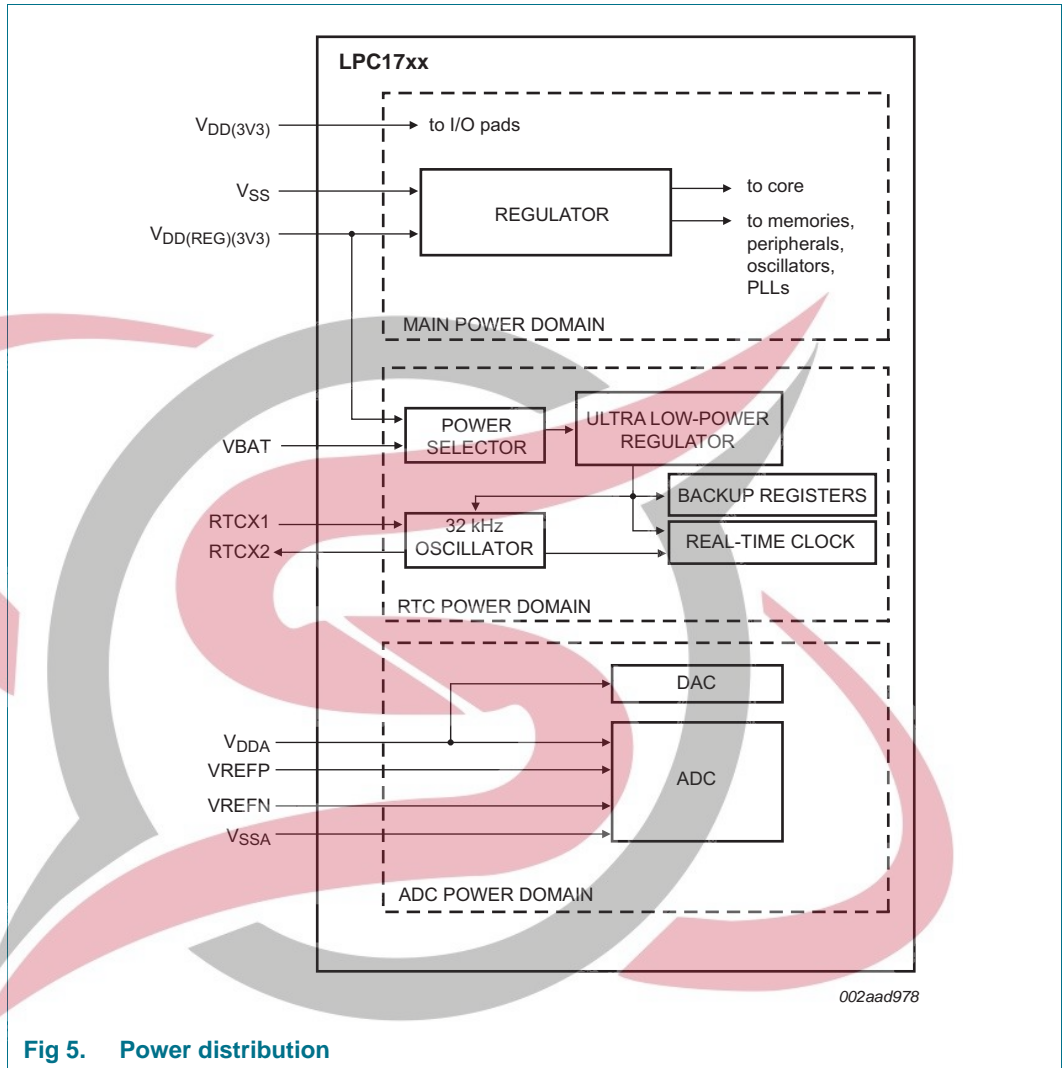 LPC17xx
VDD(3V3)
to I/O pads
VSS
REGULATOR
to core
VDD(REG)(3V3)
to memories,
peripherals,
oscillators,
PLLs
MAIN POWER DOMAIN
POWER
SELECTOR
ULTRA LOW-POWER
REGULATOR
VBAT
BACKUP REGISTERS
RTCX1
32 kHz
OSCILLATOR
REAL-TIME CLOCK
RTCX2
RTC POWER DOMAIN
DAC
VDDA
VREFP
ADC
VREFN
VSSA
ADC POWER DOMAIN
002aad978
Fig 5. Power distribution